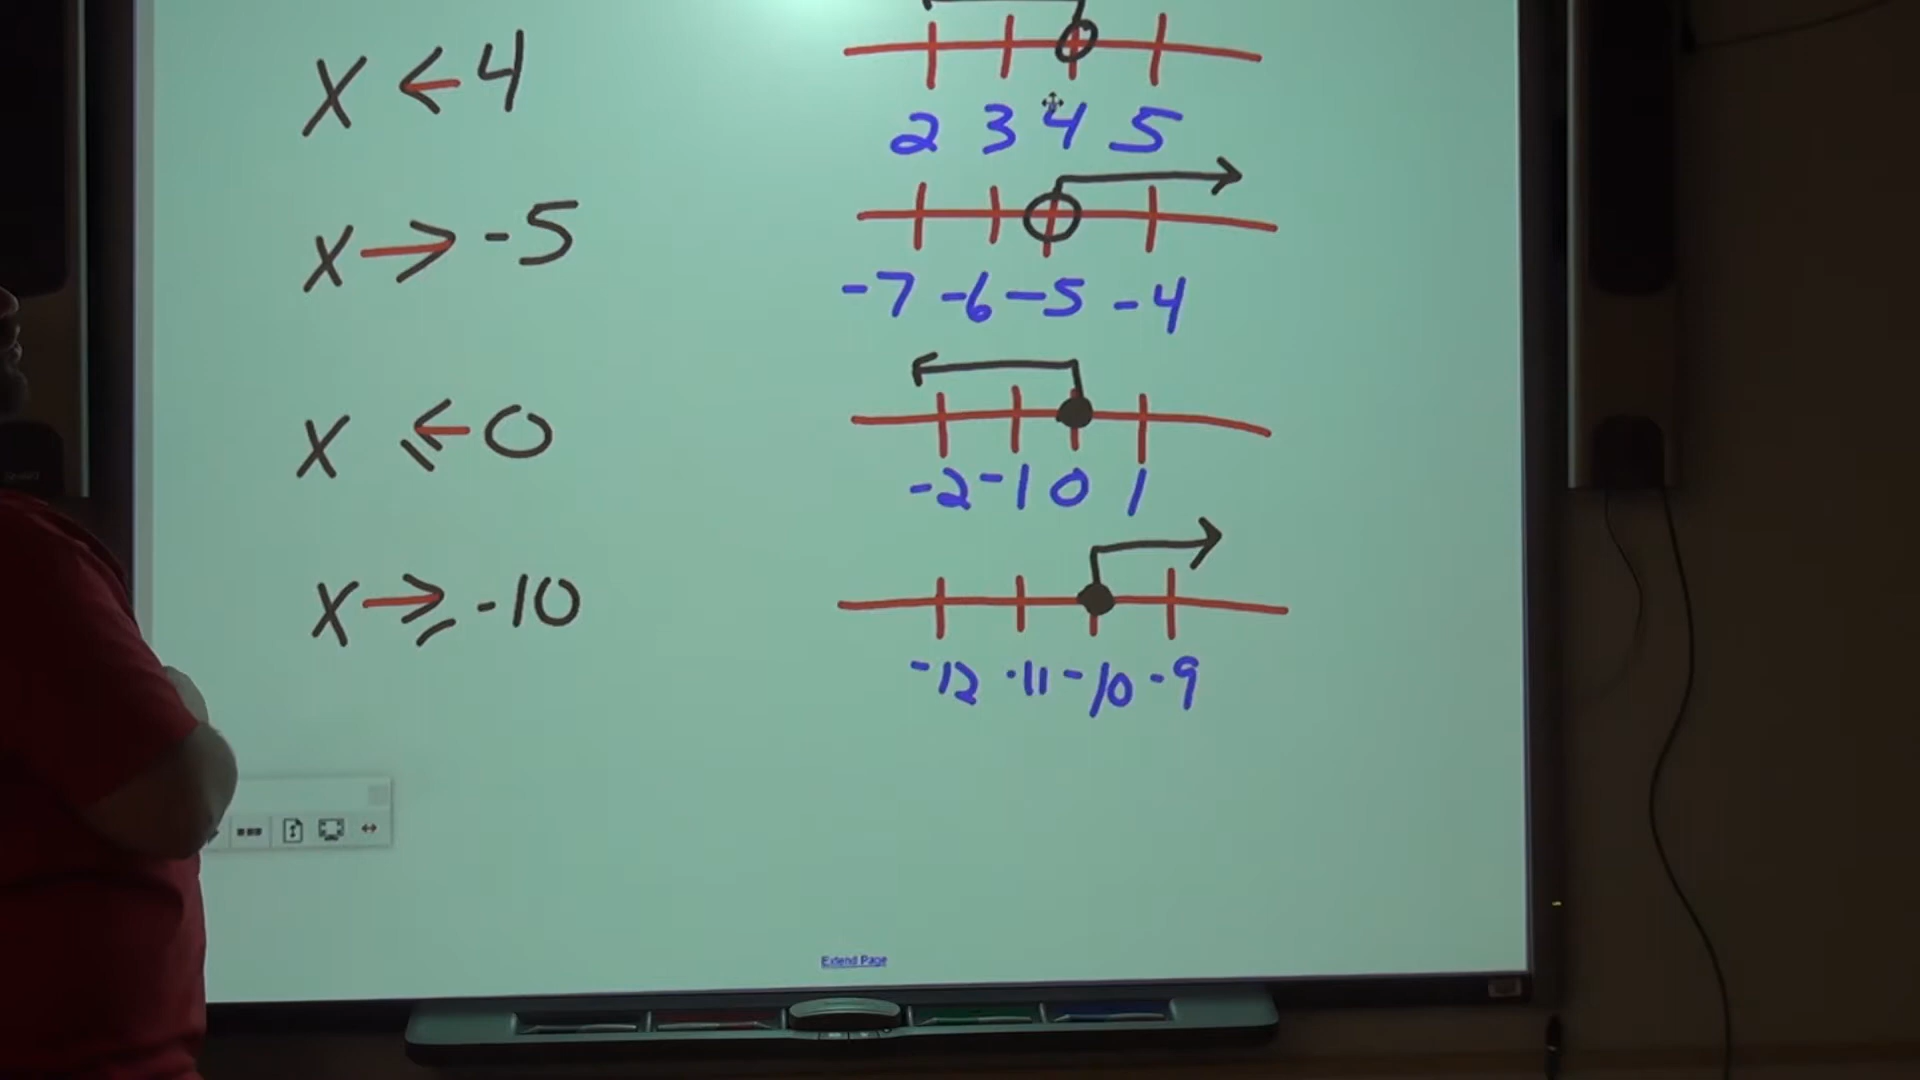 x < 4
2 3 4 5
x > -5
-7 -6 -5 -4
x ≤ 0
-2 -1 0 1
x ≥ -10
-12 -11 -10 -9
Extend Page